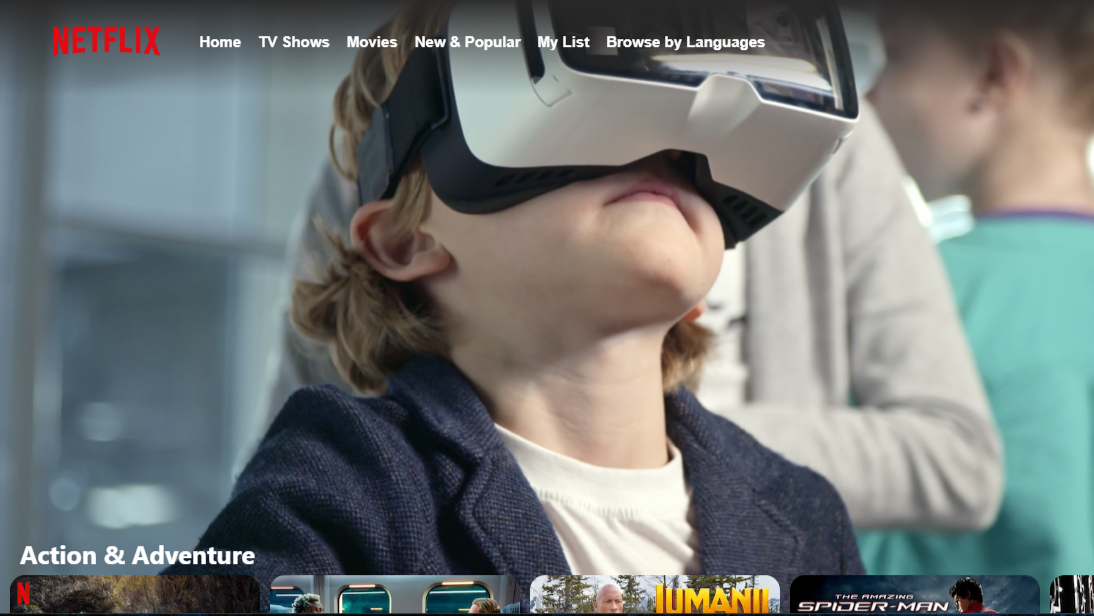 NETFLIX
Home TV Shows Movies New & Popular My List Browse by Languages
Action & Adventure
N
JUMANJI
THE AMAZING
SPIDER-MAN